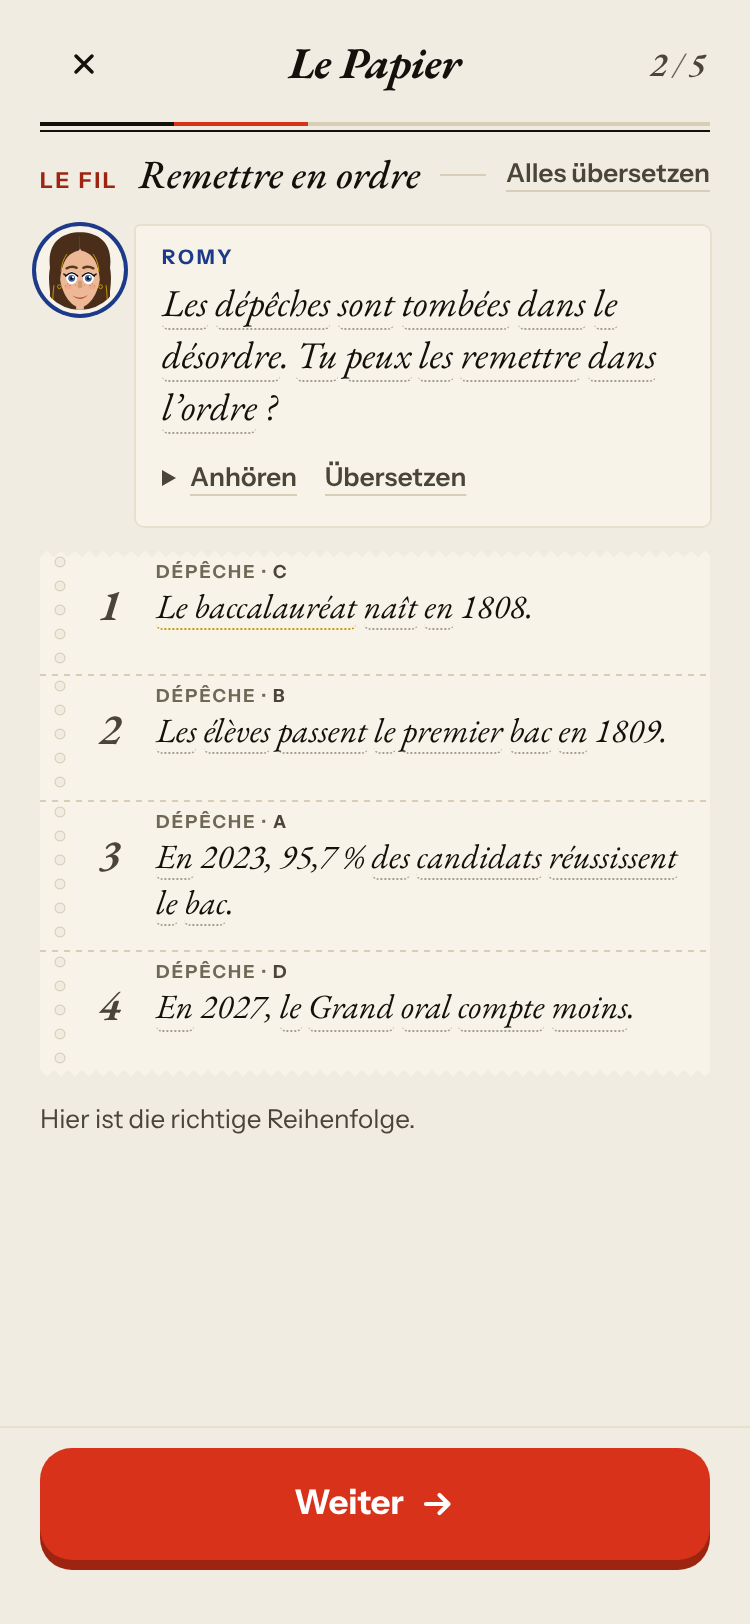 Le Papier
2/5
LE FIL Remettre en ordre Alles übersetzen
ROMY
Les dépêches sont tombées dans le
désordre. Tu peux les remettre dans
l’ordre ?
Anhören Übersetzen
DÉPÊCHE · C
1 Le baccalauréat naît en 1808.
DÉPÊCHE · B
2 Les élèves passent le premier bac en 1809.
DÉPÊCHE · A
3 En 2023, 95,7 % des candidats réussissent
le bac.
DÉPÊCHE · D
4 En 2027, le Grand oral compte moins.
Hier ist die richtige Reihenfolge.
Weiter →